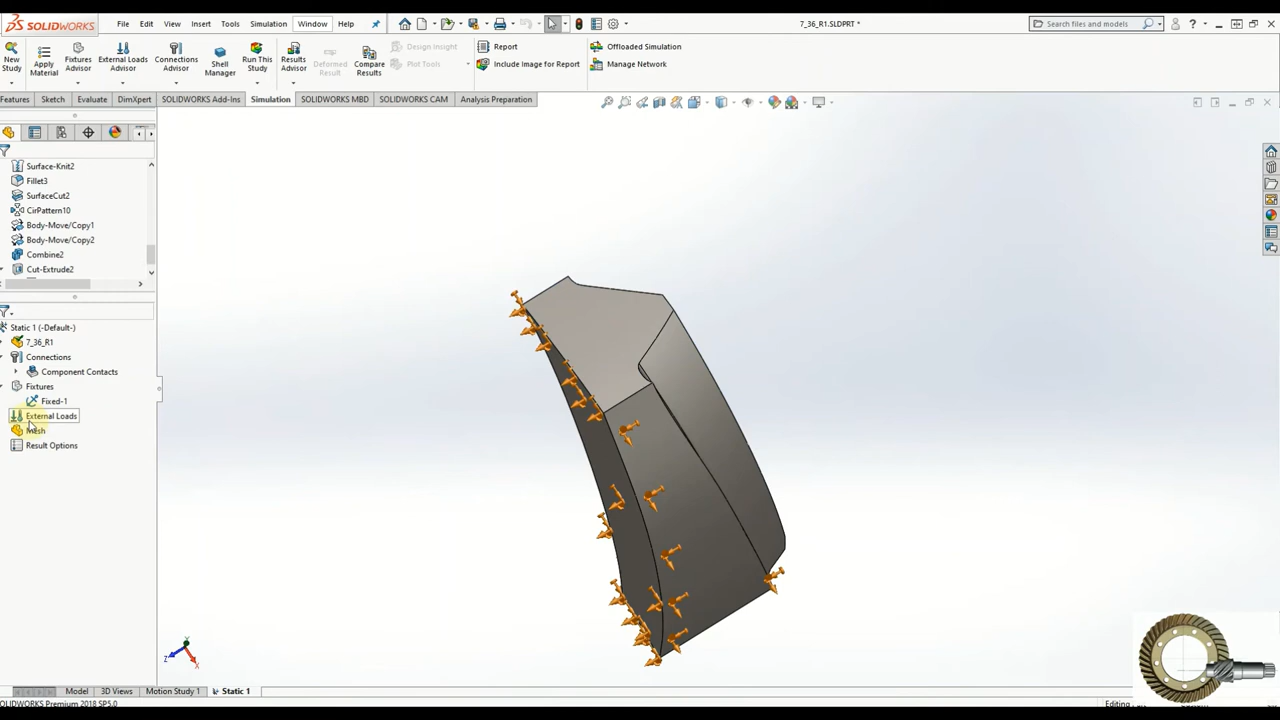 SOLIDWORKS File Edit View Insert Tools Simulation Window Help 7_36_R1.SLDPRT * Search files and models
New Study
Apply Material
Fixtures Advisor
External Loads Advisor
Connections Advisor
Shell Manager
Run This Study
Results Advisor
Deformed Result
Compare Results
Design Insight
Plot Tools
Report
Include Image for Report
Offloaded Simulation
Manage Network
Features Sketch Evaluate DimXpert SOLIDWORKS Add-Ins Simulation SOLIDWORKS MBD SOLIDWORKS CAM Analysis Preparation
Surface-Knit2
Fillet3
SurfaceCut2
CirPattern10
Body-Move/Copy1
Body-Move/Copy2
Combine2
Cut-Extrude2
Static 1 (-Default-)
7_36_R1
Connections
Component Contacts
Fixtures
Fixed-1
External Loads
Mesh
Result Options
Y
Z
X
Model 3D Views Motion Study 1 Static 1
SOLIDWORKS Premium 2018 SP5.0